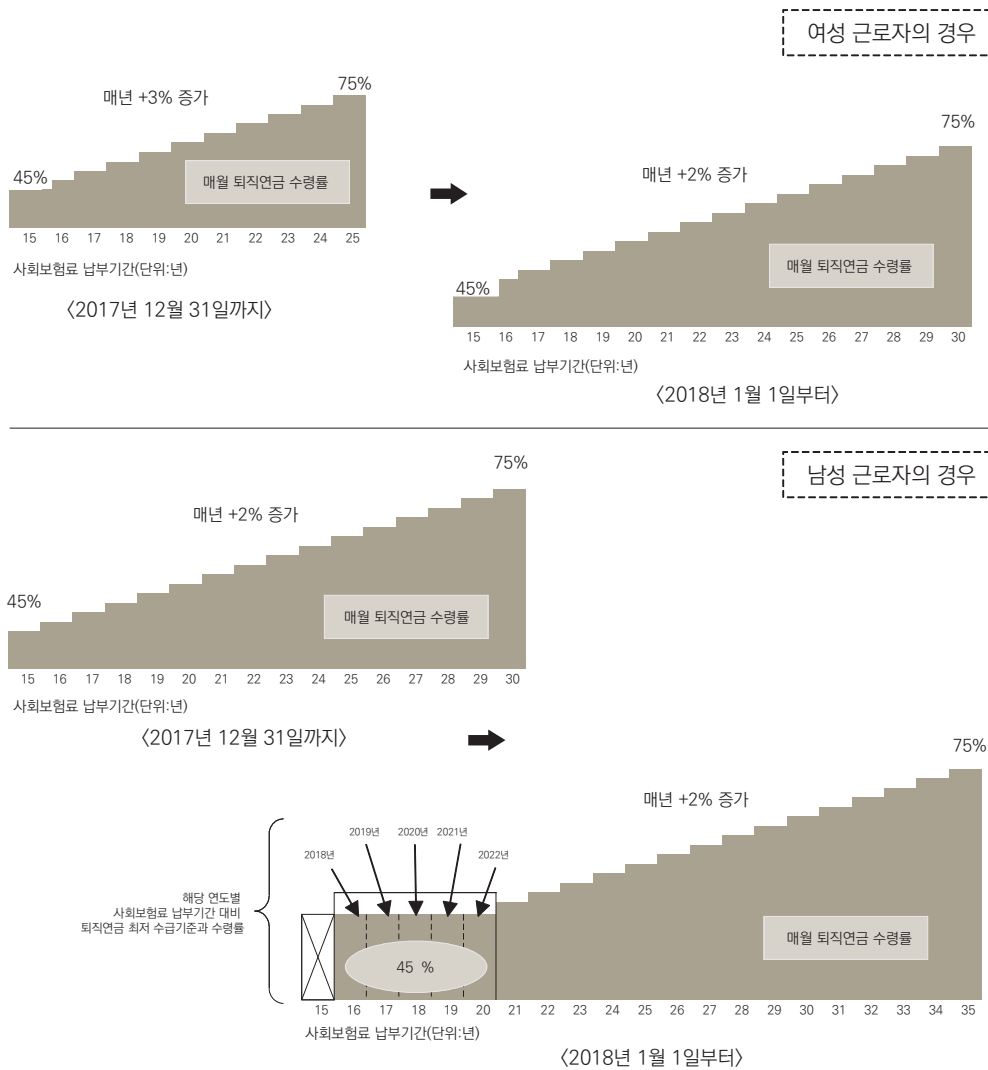 여성 근로자의 경우
75%
매년 +3% 증가
45%
매월 퇴직연금 수령률
15 16 17 18 19 20 21 22 23 24 25
사회보험료 납부기간(단위:년)
〈2017년 12월 31일까지〉
75%
매년 +2% 증가
매월 퇴직연금 수령률
45%
15 16 17 18 19 20 21 22 23 24 25 26 27 28 29 30
사회보험료 납부기간(단위:년)
〈2018년 1월 1일부터〉
남성 근로자의 경우
75%
매년 +2% 증가
45%
매월 퇴직연금 수령률
15 16 17 18 19 20 21 22 23 24 25 26 27 28 29 30
사회보험료 납부기간(단위:년)
〈2017년 12월 31일까지〉
75%
매년 +2% 증가
2018년 2019년 2020년 2021년 2022년
해당 연도별
사회보험료 납부기간 대비
퇴직연금 최저 수급기준과 수령률
45 %
매월 퇴직연금 수령률
15 16 17 18 19 20 21 22 23 24 25 26 27 28 29 30 31 32 33 34 35
사회보험료 납부기간(단위:년)
〈2018년 1월 1일부터〉